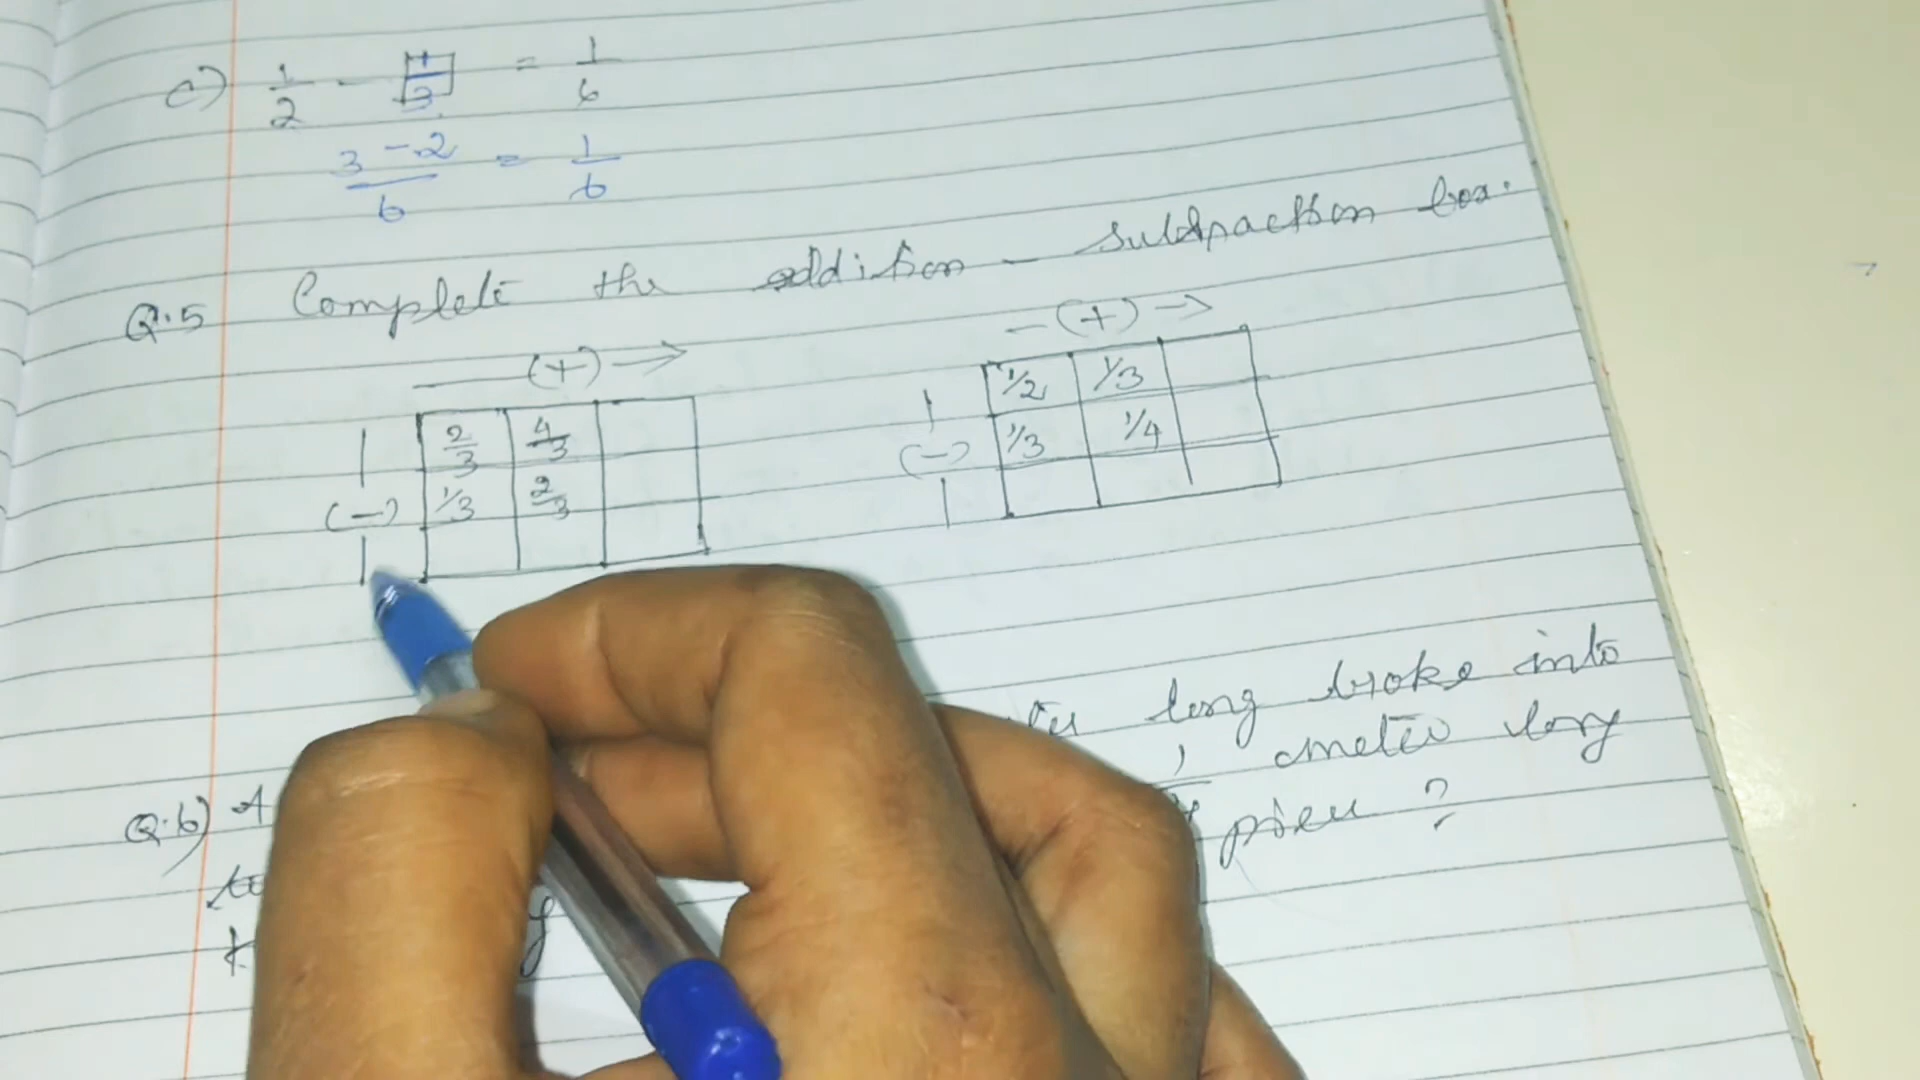 c) 1/2 - 1/3 = 1/6
3-2/6 = 1/6
Q.5 Complete the addition - subtraction box.
(+) → - (+) →
2/3 4/3 1/2 1/3
(-) 1/3 2/3 (-) 1/3 1/4
long broke into
Q.6) A 1 meter long
piece ?